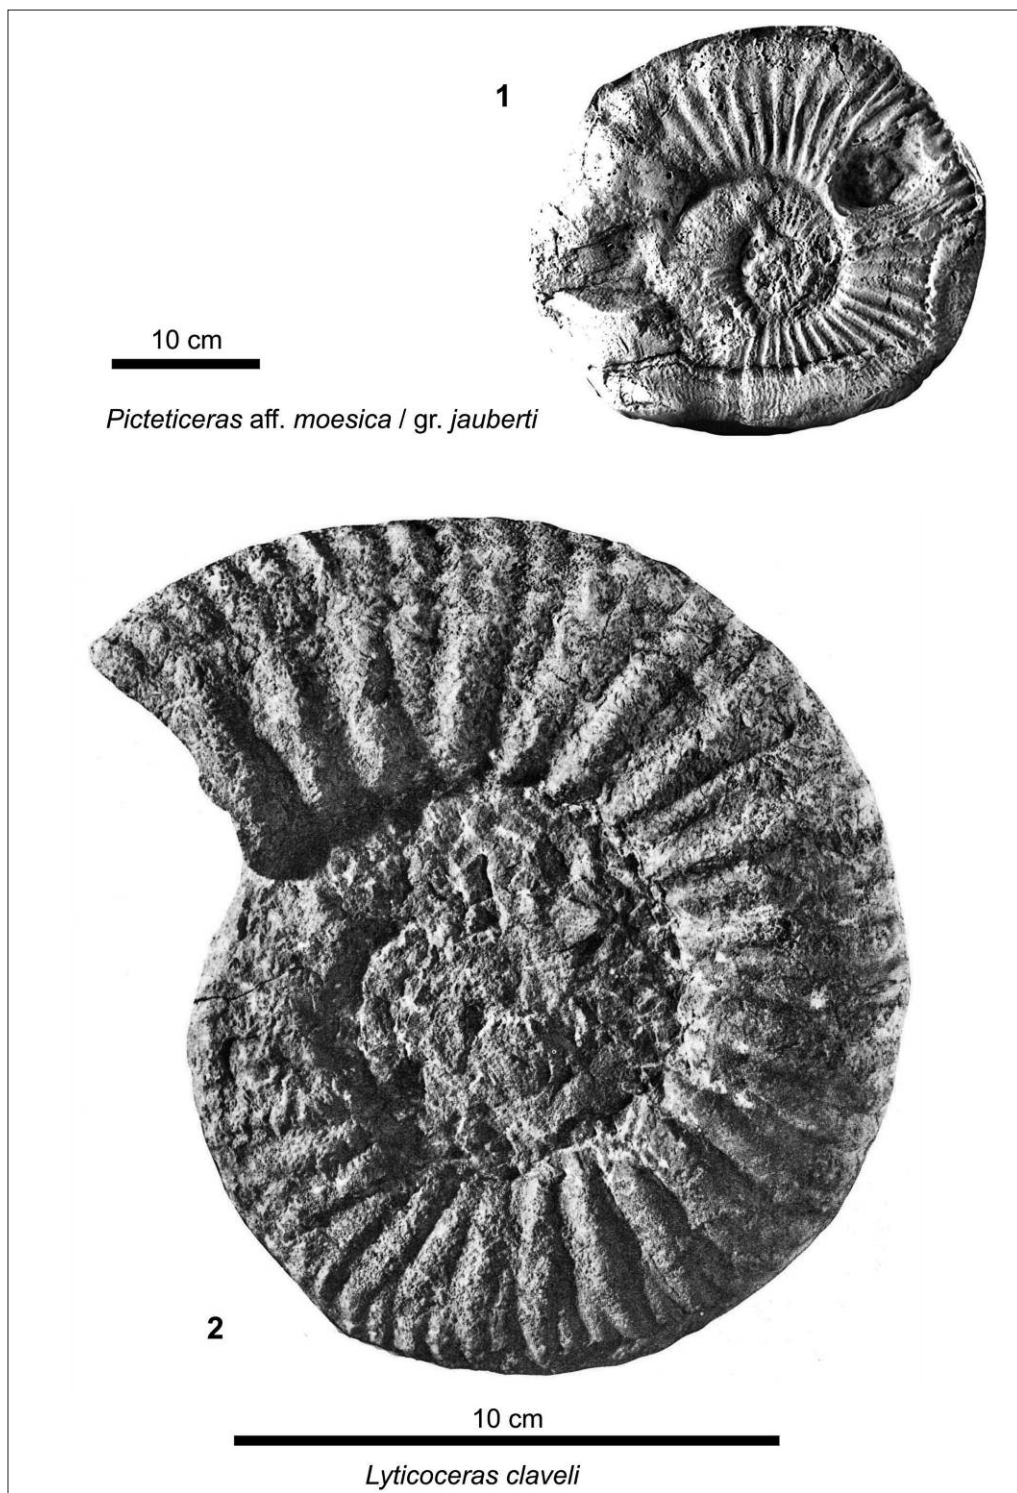 1
10 cm
Picteticeras aff. moesica / gr. jauberti
2
10 cm
Lyticoceras claveli